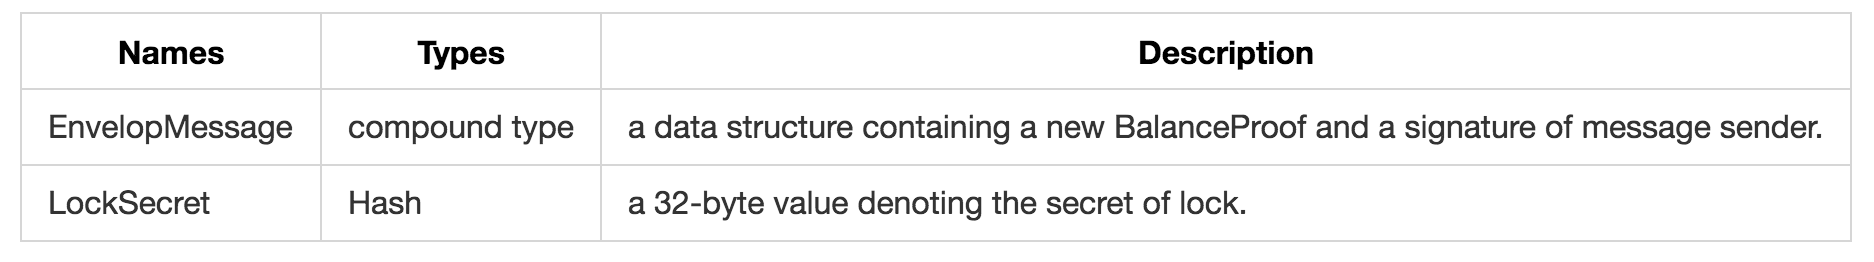 Names Types Description
EnvelopMessage compound type a data structure containing a new BalanceProof and a signature of message sender.
LockSecret Hash a 32-byte value denoting the secret of lock.